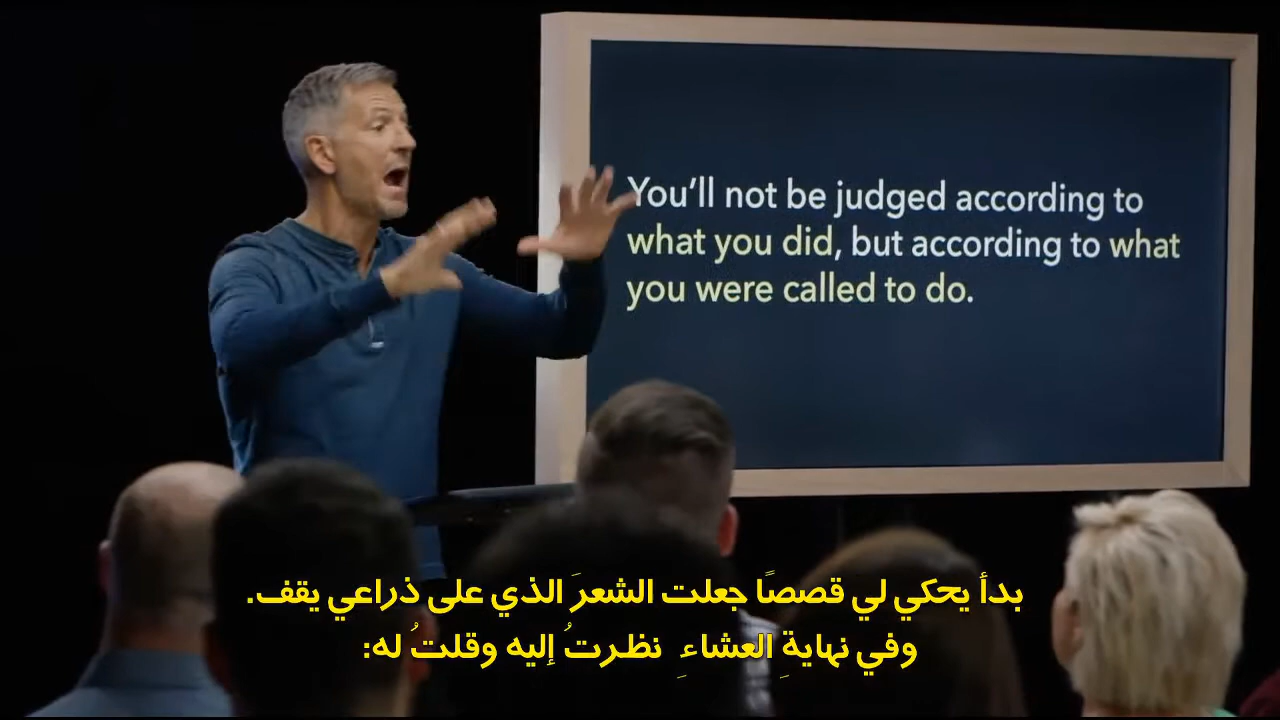 You'll not be judged according to
what you did, but according to what
you were called to do.
بدأ يحكي لي قصصًا جعلت الشعرَ الذي على ذراعي يقف.
وفي نهايةِ العشاءِ نظرتُ إليه وقلتُ له: